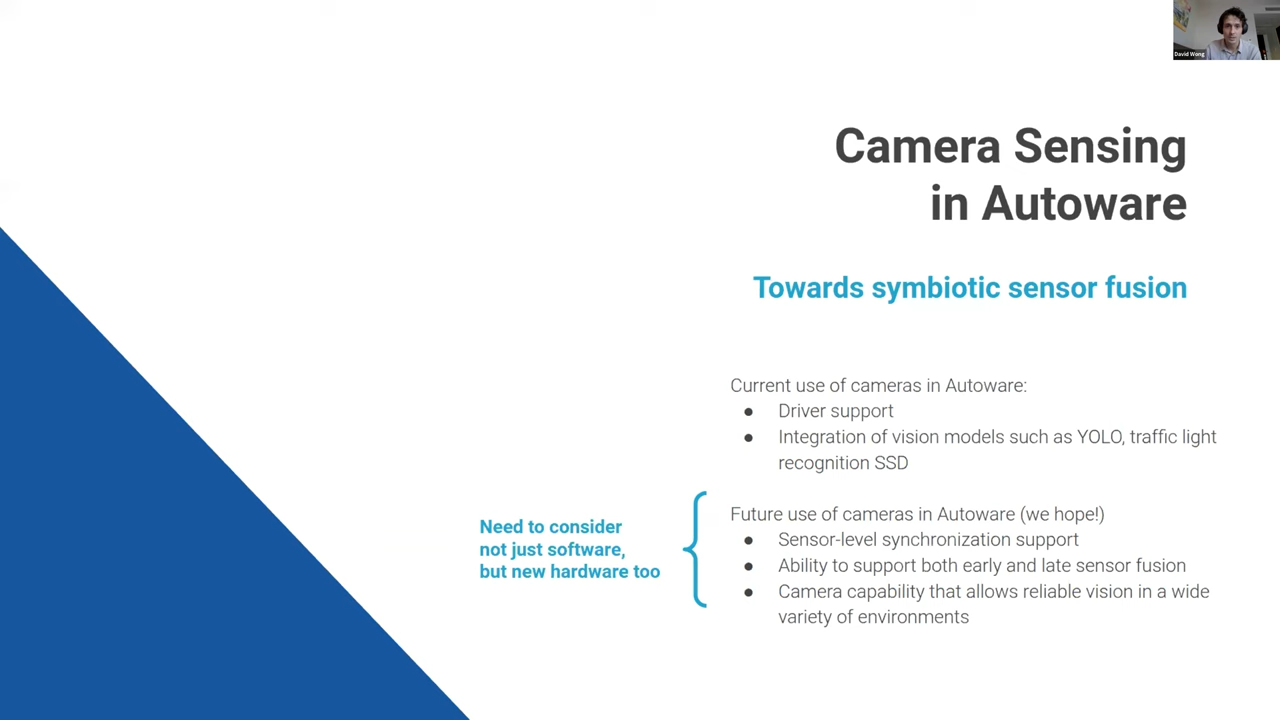 David Wong
Camera Sensing
in Autoware
Towards symbiotic sensor fusion
Current use of cameras in Autoware:
● Driver support
● Integration of vision models such as YOLO, traffic light
recognition SSD
Need to consider
not just software,
but new hardware too
Future use of cameras in Autoware (we hope!)
● Sensor-level synchronization support
● Ability to support both early and late sensor fusion
● Camera capability that allows reliable vision in a wide
variety of environments